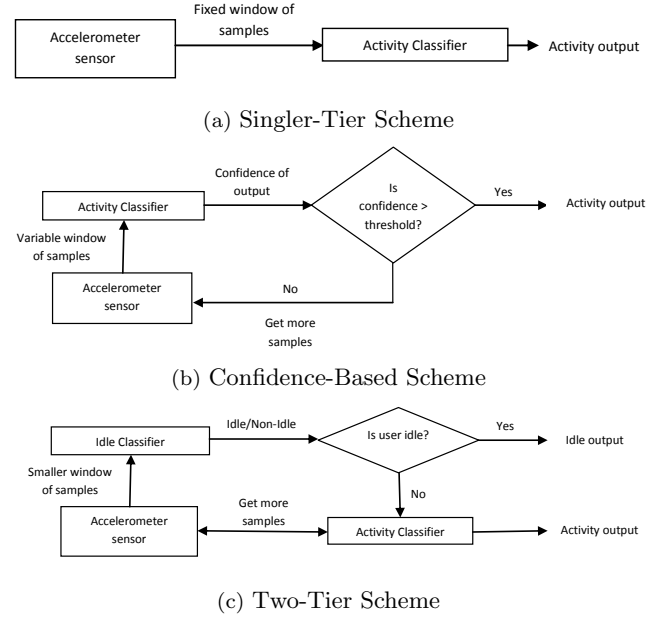 Fixed window of
samples
Accelerometer
sensor
Activity Classifier
Activity output
(a) Singler-Tier Scheme
Confidence of
output
Activity Classifier
Is
confidence >
threshold?
Yes
Activity output
Variable window
of samples
Accelerometer
sensor
No
Get more
samples
(b) Confidence-Based Scheme
Idle Classifier
Idle/Non-Idle
Is user idle?
Yes
Idle output
Smaller window
of samples
No
Get more
samples
Accelerometer
sensor
Activity Classifier
Activity output
(c) Two-Tier Scheme